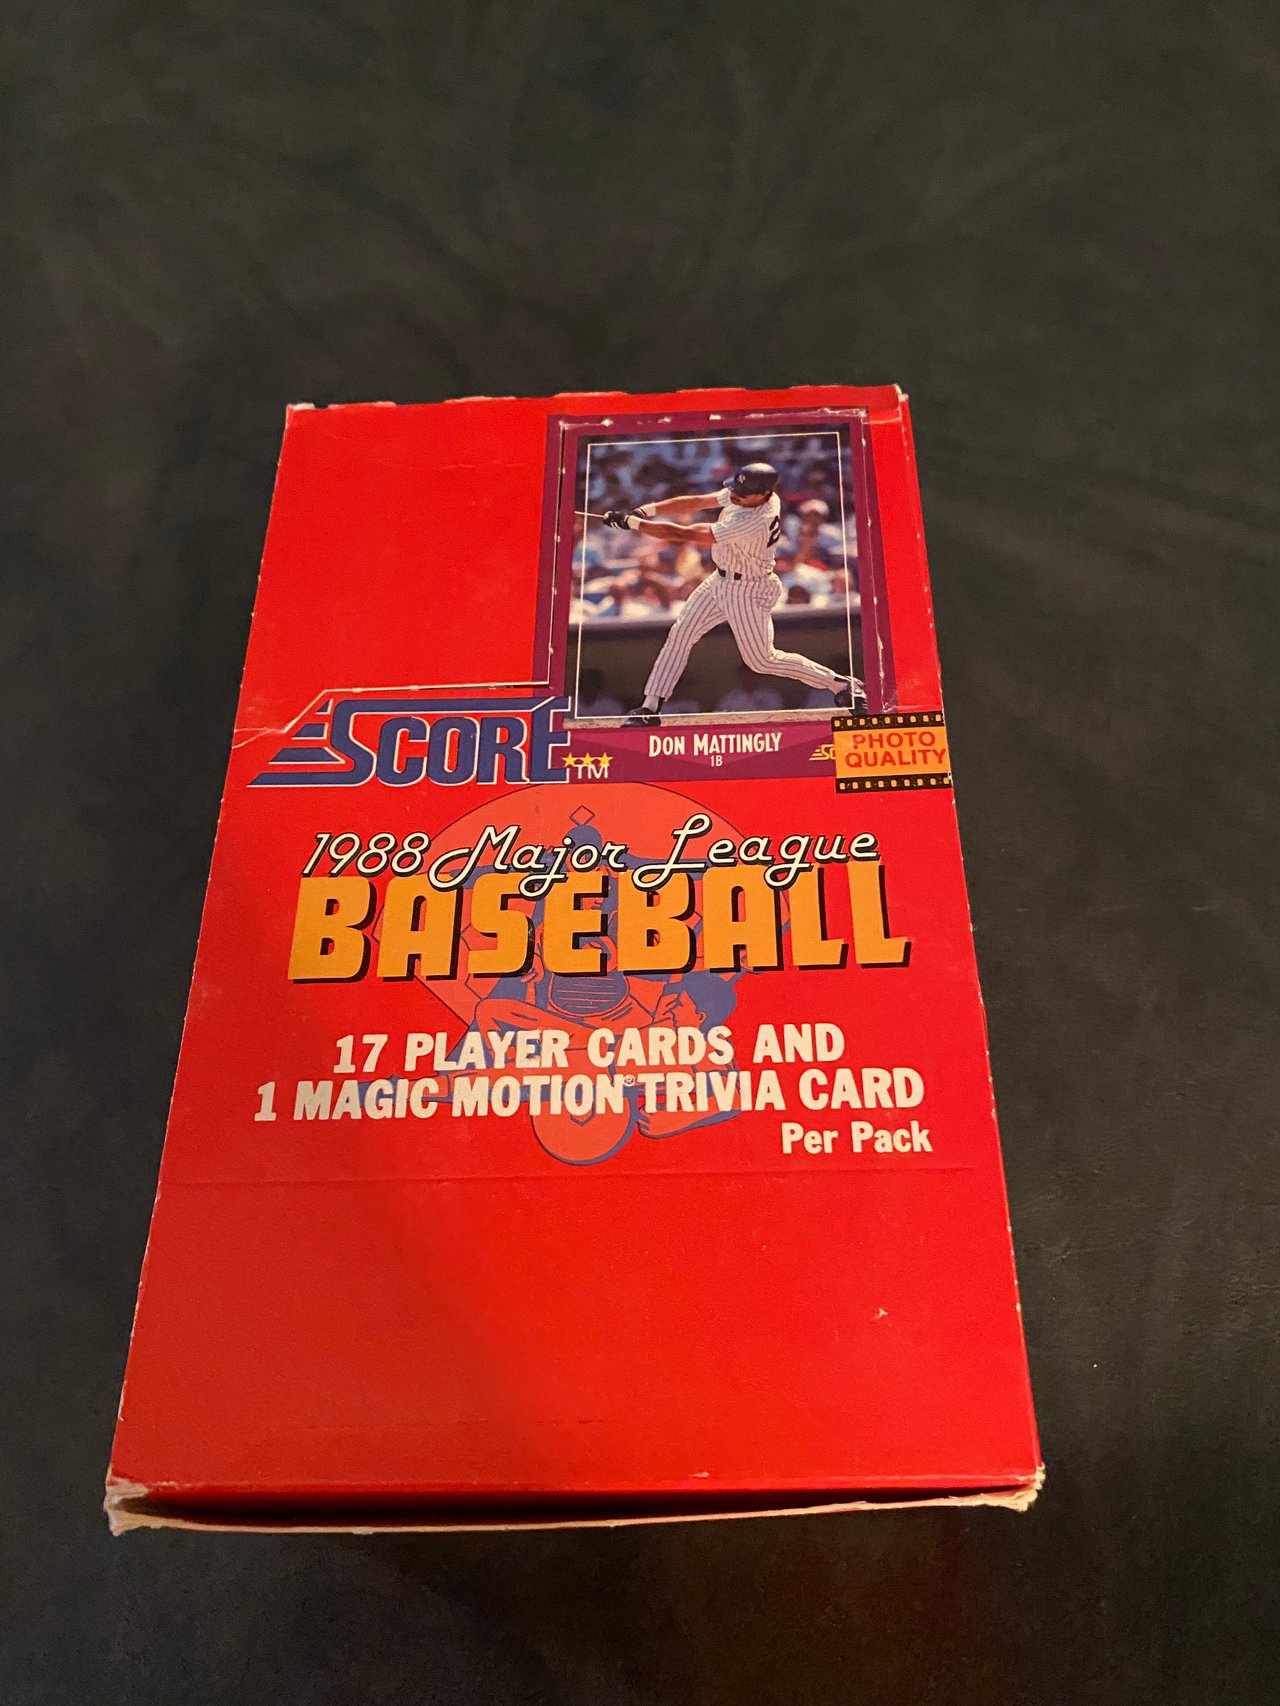 SCORE
TM
DON MATTINGLY
1B
PHOTO
QUALITY
1988 Major League
BASEBALL
17 PLAYER CARDS AND
1 MAGIC MOTION® TRIVIA CARD
Per Pack